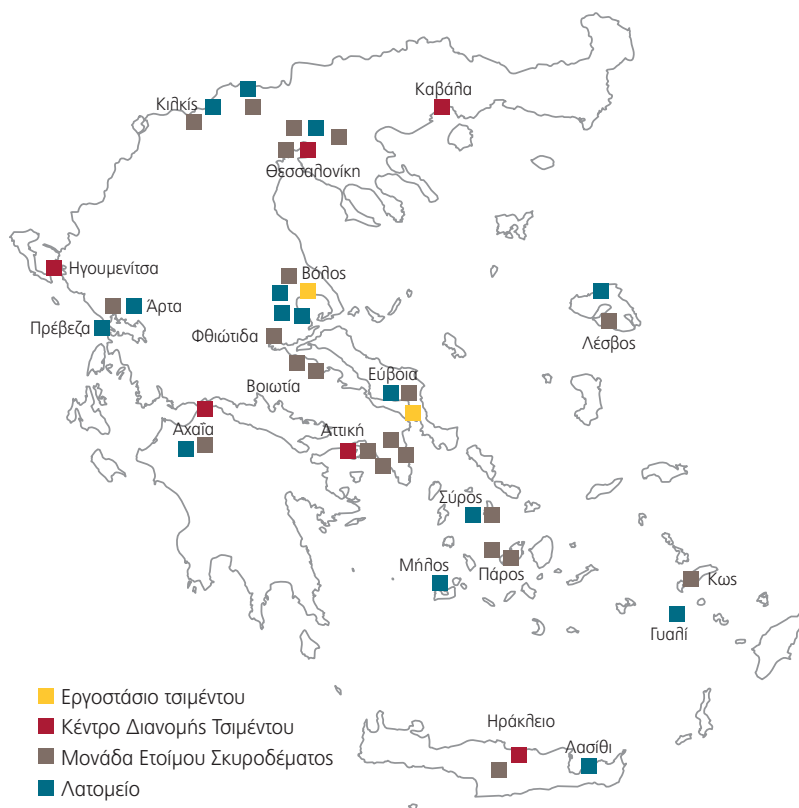 Καβάλα
Κιλκίς
Θεσσαλονίκη
Ηγουμενίτσα
Βόλος
Άρτα
Πρέβεζα
Φθιώτιδα
Λέσβος
Βοιωτία
Εύβοια
Αχαΐα
Αττική
Σύρος
Μήλος
Πάρος
Κως
Γυαλί
Εργοστάσιο τσιμέντου
Κέντρο Διανομής Τσιμέντου
Μονάδα Ετοίμου Σκυροδέματος
Λατομείο
Ηράκλειο
Λασίθι